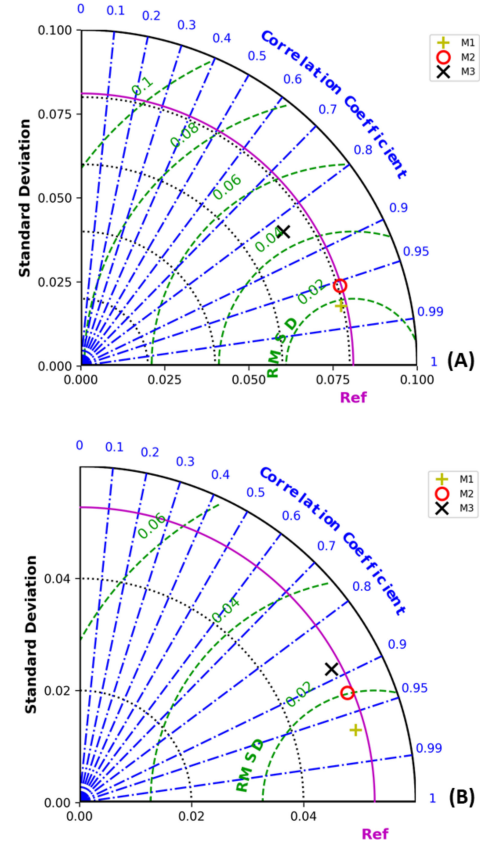 0 0.1 0.2 0.3 0.4 0.5 0.6 0.7 0.8 0.9 0.95 0.99 1
Correlation Coefficient
M1
M2
M3
Standard Deviation
0.100
0.075
0.050
0.025
0.000
0.1
0.08
0.06
0.04
0.02
RMSD
0.000 0.025 0.050 0.075 0.100
Ref
(A)
0 0.1 0.2 0.3 0.4 0.5 0.6 0.7 0.8 0.9 0.95 0.99 1
Correlation Coefficient
M1
M2
M3
Standard Deviation
0.04
0.02
0.00
0.06
0.04
0.02
RMSD
0.00 0.02 0.04
Ref
(B)